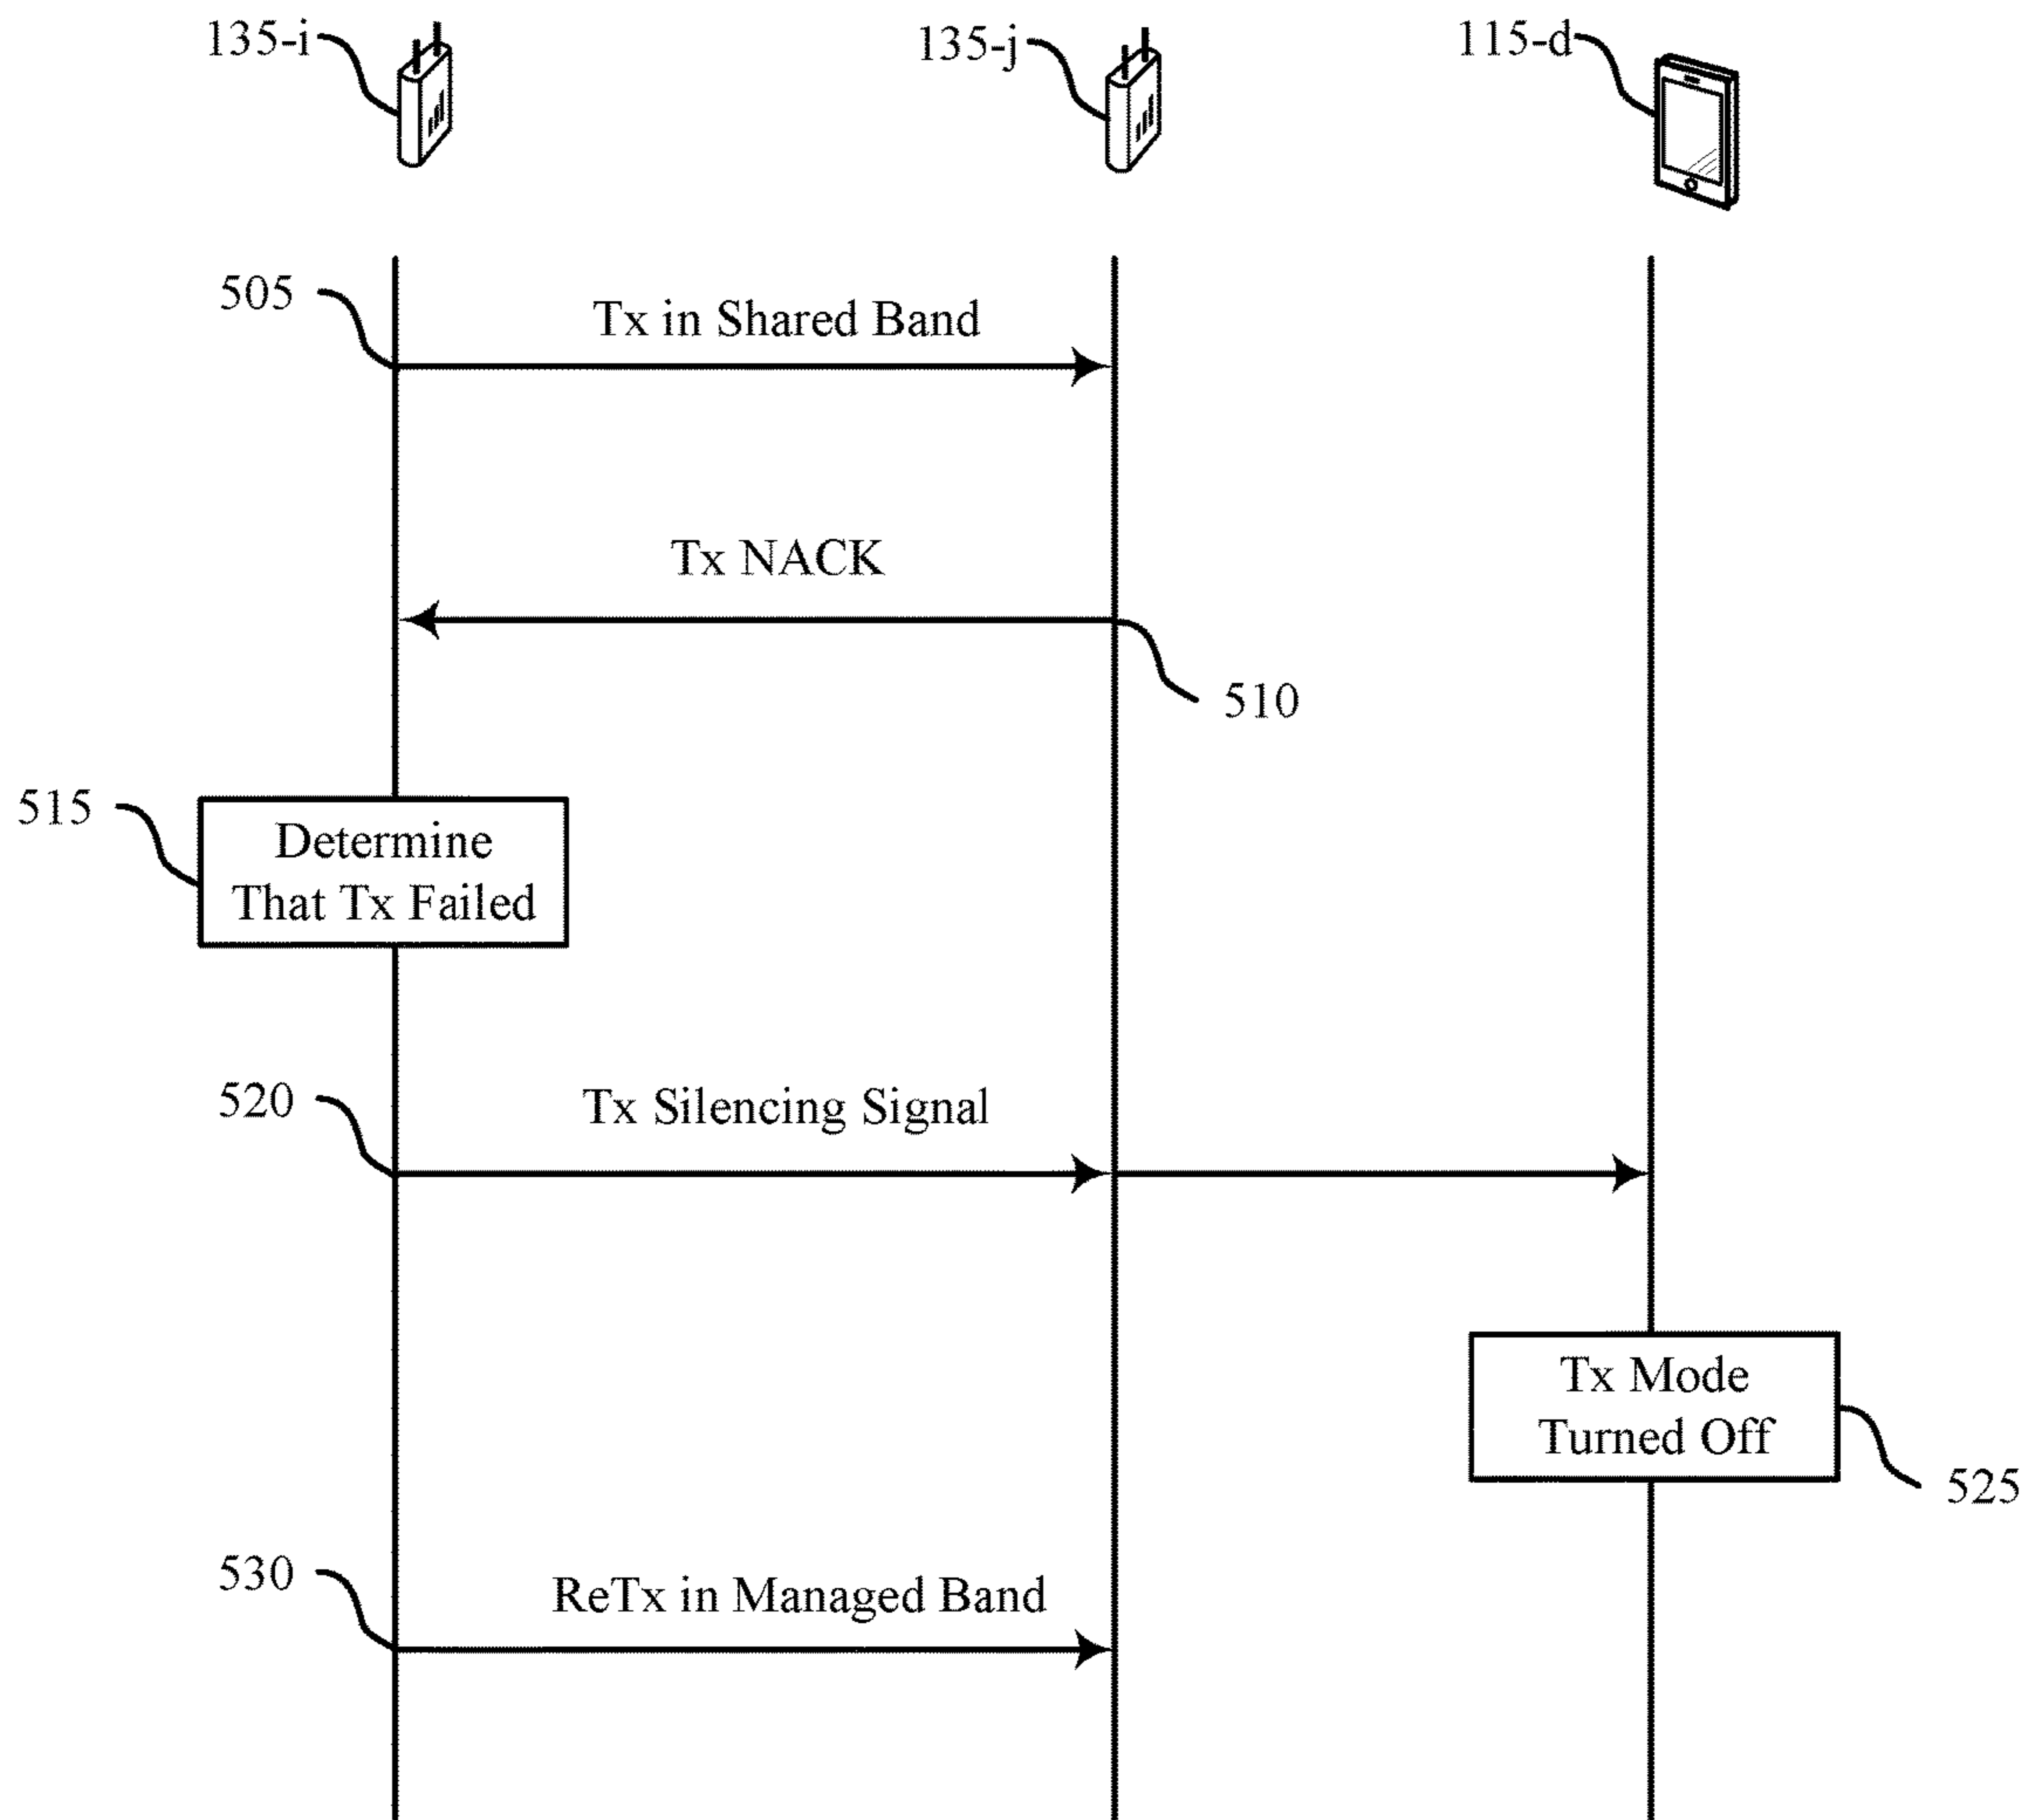 135-i
135-j
115-d
505
Tx in Shared Band
Tx NACK
510
515
Determine
That Tx Failed
520
Tx Silencing Signal
Tx Mode
Turned Off
525
530
ReTx in Managed Band